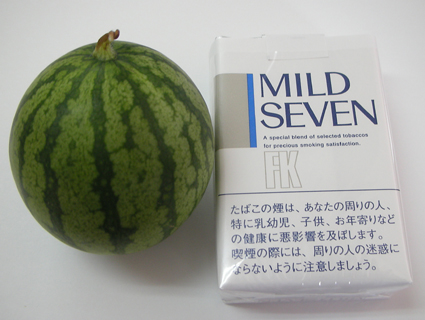 MILD
SEVEN
A special blend of selected tobaccos
for precious smoking satisfaction.
FK
たばこの煙は、あなたの周りの人、
特に乳幼児、子供、お年寄りなど
の健康に悪影響を及ぼします。
喫煙の際には、周りの人の迷惑に
ならないように注意しましょう。